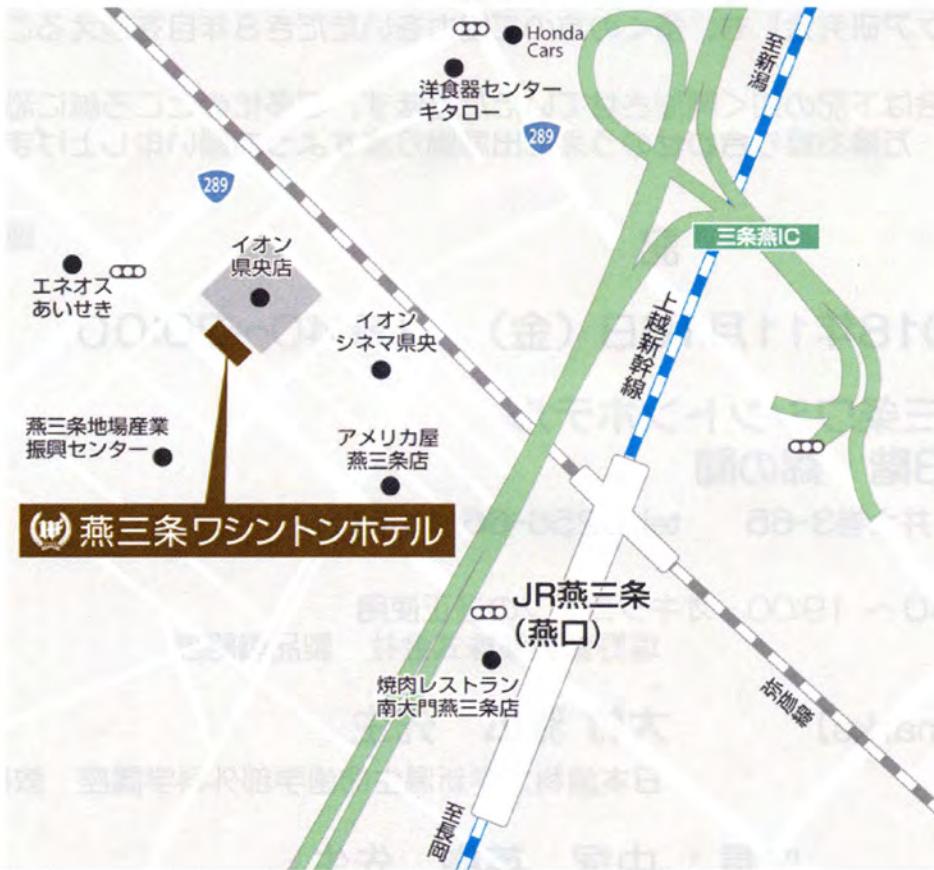 Honda
Cars
至新潟
洋食器センター
キタロー
289
289
三条燕IC
イオン
県央店
エネオス
あいせき
イオン
シネマ県央
上越新幹線
燕三条地場産業
振興センター
アメリカ屋
燕三条店
燕三条ワシントンホテル
JR燕三条
(燕口)
焼肉レストラン
南大門燕三条店
弥彦線
至長岡